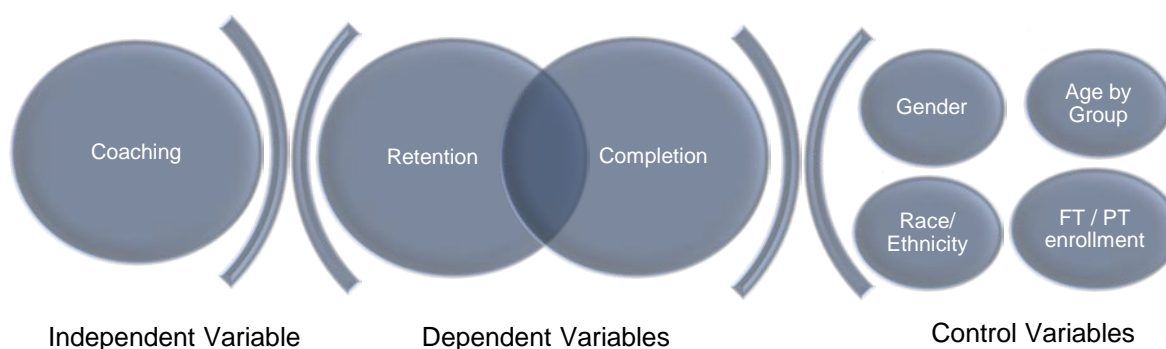 Coaching
Retention
Completion
Gender
Age by
Group
Race/
Ethnicity
FT / PT
enrollment
Independent Variable
Dependent Variables
Control Variables